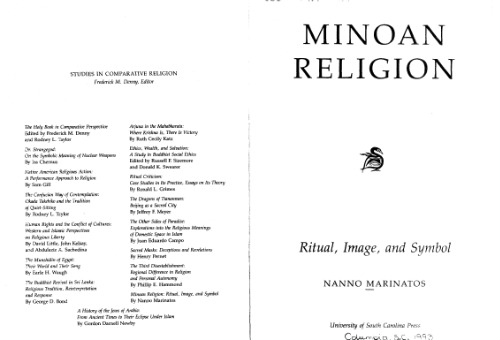 STUDIES IN COMPARATIVE RELIGION
Frederick M. Denny, Editor
The Holy Book in Comparative Perspective
Edited by Frederick M. Denny
and Rodney L. Taylor
Dr. Strangegod:
On the Symbolic Meaning of Nuclear Weapons
By Ira Chernus
Native American Religious Action:
A Performance Approach to Religion
By Sam Gill
The Confucian Way of Contemplation:
Okada Takehiko and the Tradition
of Quiet-Sitting
By Rodney L. Taylor
Human Rights and the Conflict of Cultures:
Western and Islamic Perspectives
on Religious Liberty
By David Little, John Kelsay,
and Abdulaziz A. Sachedina
The Munshidin of Egypt:
Their World and Their Song
By Earle H. Waugh
The Buddhist Revival in Sri Lanka:
Religious Tradition, Reinterpretation
and Response
By George D. Bond
A History of the Jews of Arabia:
From Ancient Times to Their Eclipse Under Islam
By Gordon Darnell Newby
Arjuna in the Mahabharata:
Where Krishna Is, There Is Victory
By Ruth Cecily Katz
Ethics, Wealth, and Salvation:
A Study in Buddhist Social Ethics
Edited by Russell F. Sizemore
and Donald K. Swearer
Ritual Criticism:
Case Studies in Its Practice, Essays on Its Theory
By Ronald L. Grimes
The Dragons of Tiananmen:
Beijing as a Sacred City
By Jeffrey F. Meyer
The Other Sides of Paradise:
Explorations into the Religious Meanings
of Domestic Space in Islam
By Juan Eduardo Campo
Sacred Masks: Deceptions and Revelations
By Henry Pernet
The Third Disestablishment:
Regional Difference in Religion
and Personal Autonomy
By Phillip E. Hammond
Minoan Religion: Ritual, Image, and Symbol
By Nanno Marinatos
MINOAN
RELIGION
Ritual, Image, and Symbol
NANNO MARINATOS
University of South Carolina Press
Columbia, S.C. 1993